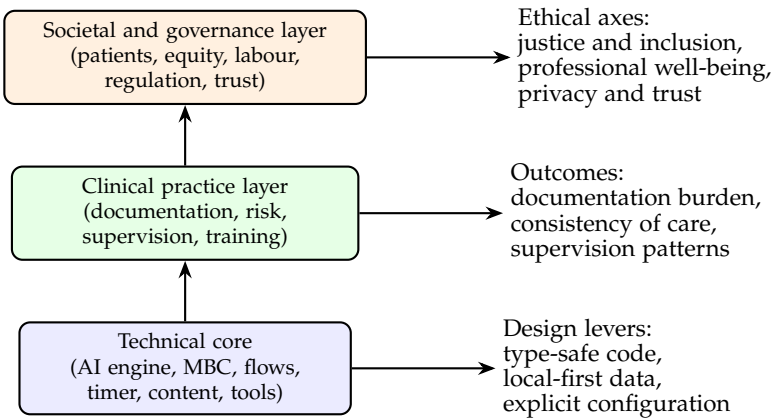 Societal and governance layer
(patients, equity, labour,
regulation, trust)
Ethical axes:
justice and inclusion,
professional well-being,
privacy and trust
Clinical practice layer
(documentation, risk,
supervision, training)
Outcomes:
documentation burden,
consistency of care,
supervision patterns
Technical core
(AI engine, MBC, flows,
timer, content, tools)
Design levers:
type-safe code,
local-first data,
explicit configuration